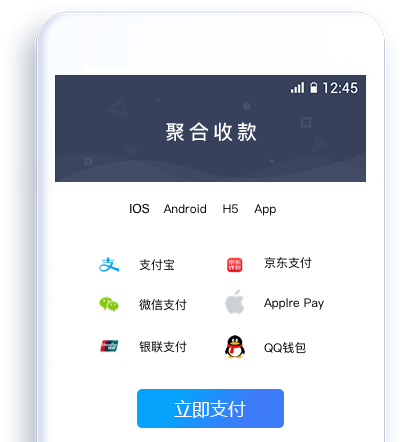 12:45
聚合收款
IOS Android H5 App
支付宝 京东支付
微信支付 Applre Pay
银联支付 QQ钱包
立即支付